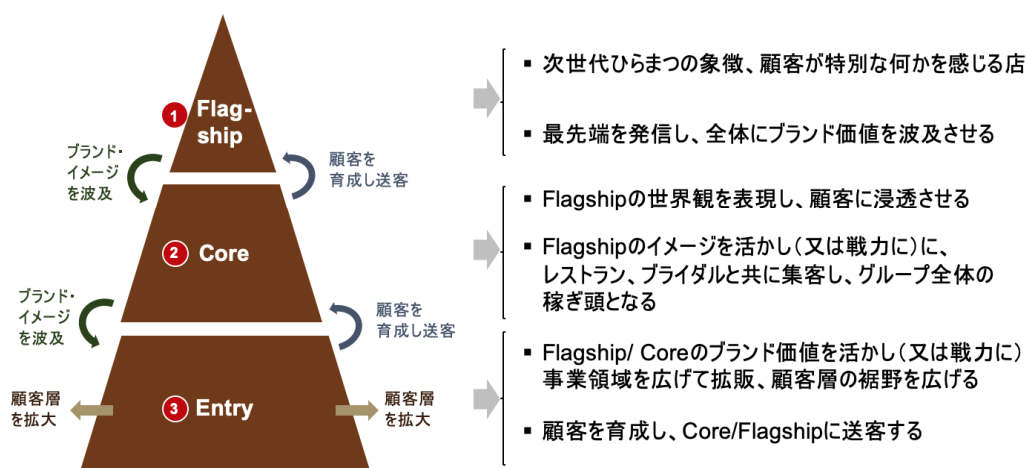 1
Flag-
ship
ブランド・
イメージ
を波及
顧客を
育成し送客
■ 次世代ひらまつの象徴、顧客が特別な何かを感じる店
■ 最先端を発信し、全体にブランド価値を波及させる
2
Core
■ Flagshipの世界観を表現し、顧客に浸透させる
■ Flagshipのイメージを活かし(又は戦力に)に、
レストラン、ブライダルと共に集客し、グループ全体の
稼ぎ頭となる
ブランド・
イメージ
を波及
顧客を
育成し送客
3
Entry
顧客層
を拡大
顧客層
を拡大
■ Flagship/ Coreのブランド価値を活かし(又は戦力に)
事業領域を広げて拡販、顧客層の裾野を広げる
■ 顧客を育成し、Core/Flagshipに送客する